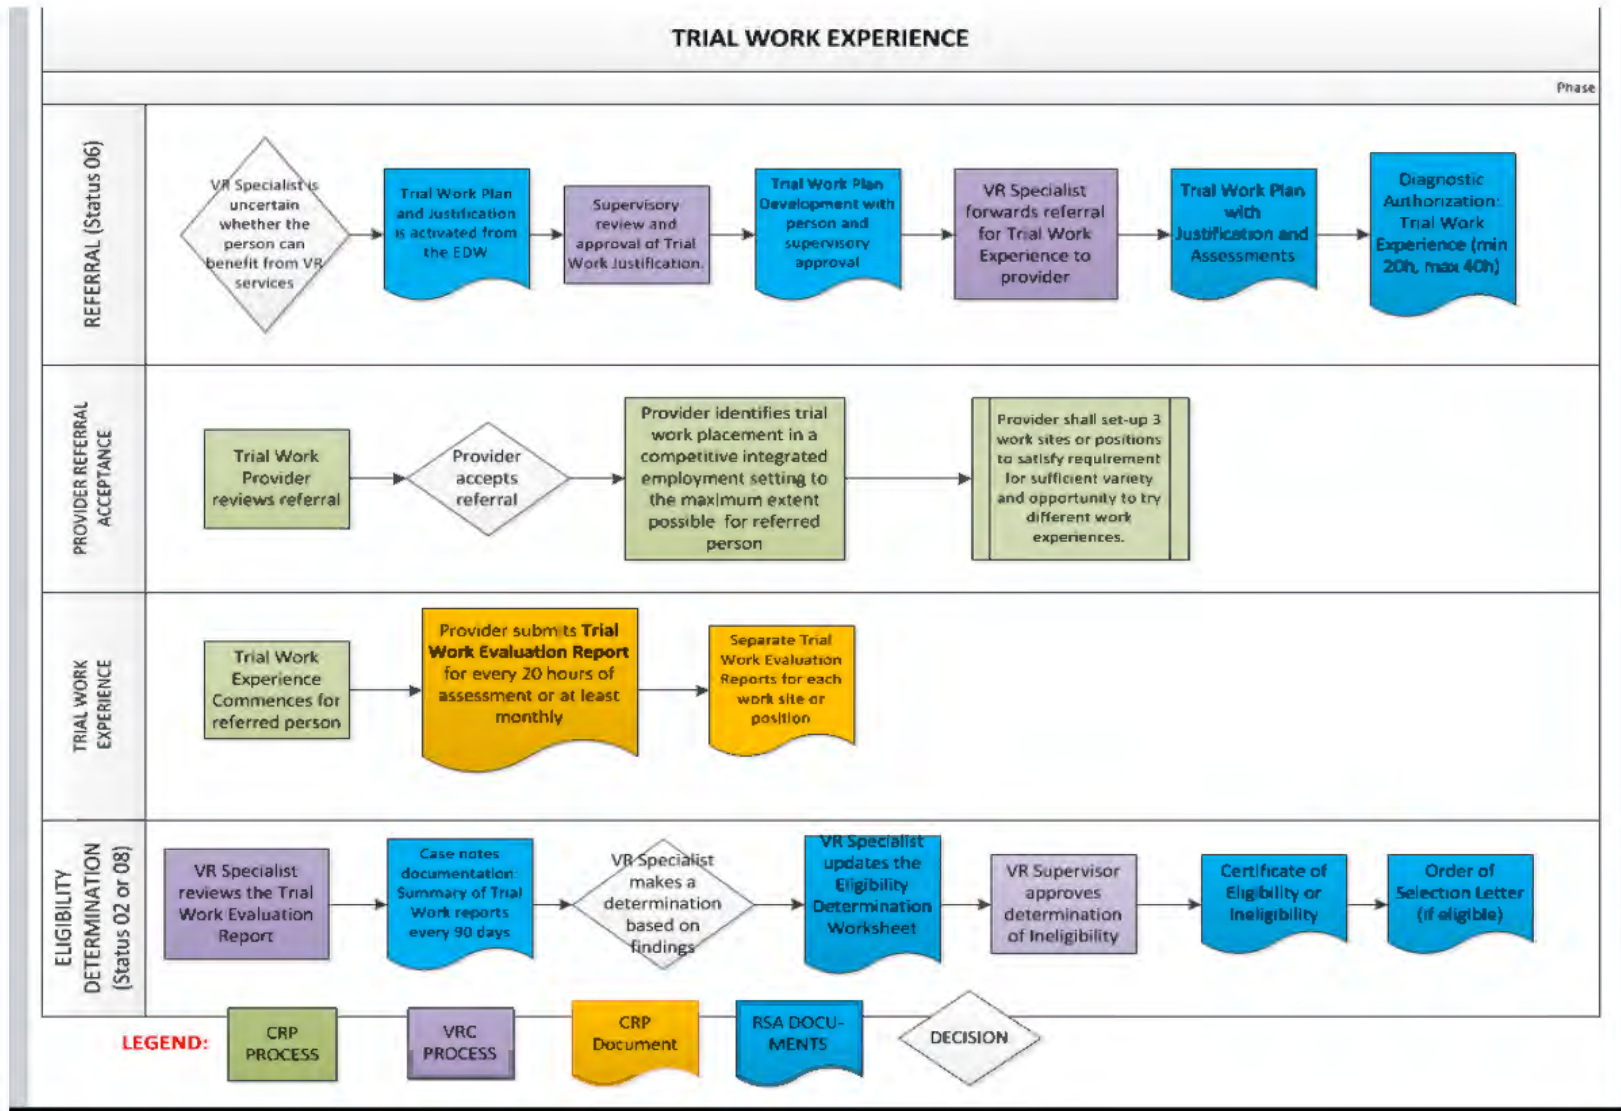 TRIAL WORK EXPERIENCE
Phase
REFERRAL (Status 06)
VR Specialist is
uncertain
whether the
person can
benefit from VR
services
Trial Work Plan
and Justification
is activated from
the EDW
Supervisory
review and
approval of Trial
Work Justification.
Trial Work Plan
Development with
person and
supervisory
approval
VR Specialist
forwards referral
for Trial Work
Experience to
provider
Trial Work Plan
with
Justification and
Assessments
Diagnostic
Authorization:
Trial Work
Experience (min
20h, max 40h)
PROVIDER REFERRAL
ACCEPTANCE
Trial Work
Provider
reviews referral
Provider
accepts
referral
Provider identifies trial
work placement in a
competitive integrated
employment setting to
the maximum extent
possible for referred
person
Provider shall set-up 3
work sites or positions
to satisfy requirement
for sufficient variety
and opportunity to try
different work
experiences.
TRIAL WORK
EXPERIENCE
Trial Work
Experience
Commences for
referred person
Provider submits Trial
Work Evaluation Report
for every 20 hours of
assessment or at least
monthly
Separate Trial
Work Evaluation
Reports for each
work site or
position
ELIGIBILITY
DETERMINATION
(Status 02 or 08)
VR Specialist
reviews the Trial
Work Evaluation
Report
Case notes
documentation:
Summary of Trial
Work reports
every 90 days
VR Specialist
makes a
determination
based on
findings
VR Specialist
updates the
Eligibility
Determination
Worksheet
VR Supervisor
approves
determination
of Ineligibility
Certificate of
Eligibility or
Ineligibility
Order of
Selection Letter
(if eligible)
LEGEND:
CRP
PROCESS
VRC
PROCESS
CRP
Document
RSA DOCU-
MENTS
DECISION